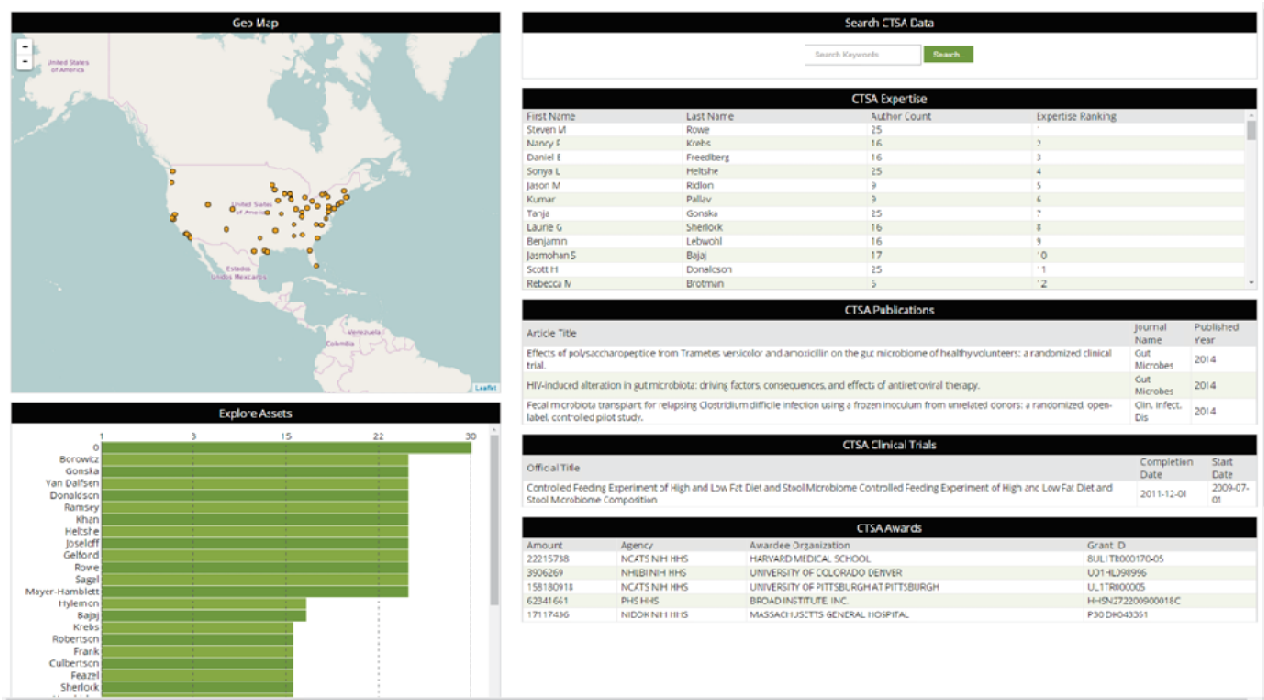 Geo Map
United States
of America
United States
of America
Estados
Unidos Mexicanos
Venezuela
Colombia
Leaflet
Explore Assets
1 15 22 30
Borowitz
Gonska
Van Dalfsen
Donaldson
Ramsey
Khan
Heltshe
Joseloff
Gelfond
Rowe
Sagel
Mayer-Hamblett
Hylemon
Bajaj
Krebs
Robertson
Frank
Culbertson
Feazel
Sherlock
Search CTSA Data
Search Keywords Search
CTSA Expertise
First Name Last Name Author Count Expertise Ranking
Steven M Rowe 25 1
Nancy F Krebs 16 2
Daniel E Freedberg 16 3
Sonya L Heltshe 25 4
Jason M Ridlon 9 5
Kumar Pallav 9 6
Tanja Gonska 25 7
Laurie G Sherlock 16 8
Benjamin Lebwohl 16 9
Jasmohan S Bajaj 17 10
Scott H Donaldson 25 11
Rebecca M Brotman 5 12
CTSA Publications
Article Title Journal Name Published Year
Effects of polysaccharopeptide from Trametes versicolor and amoxicillin on the gut microbiome of healthy volunteers: a randomized clinical
trial. Gut Microbes 2014
HIV-induced alteration in gut microbiota: driving factors, consequences, and effects of antiretroviral therapy. Gut Microbes 2014
Fecal microbiota transplant for relapsing Clostridium difficile infection using a frozen inoculum from unrelated donors: a randomized, open-
label, controlled pilot study. Clin. Infect. Dis 2014
CTSA Clinical Trials
Official Title Completion Date Start Date
Controlled Feeding Experiment of High and Low Fat Diet and Stool Microbiome Controlled Feeding Experiment of High and Low Fat Diet and
Stool Microbiome Composition 2011-12-01 2009-07-01
CTSA Awards
Amount Agency Awardee Organization Grant ID
22215738 NCATS NIH HHS HARVARD MEDICAL SCHOOL 8UL1TR000170-05
3906269 NHLBI NIH HHS UNIVERSITY OF COLORADO DENVER
158180918 NCATS NIH HHS UNIVERSITY OF PITTSBURGH AT PITTSBURGH UL1TR000005
62841641 PHS HHS BROAD INSTITUTE, INC.
17117436 NIDDK NIH HHS MASSACHUSETTS GENERAL HOSPITAL